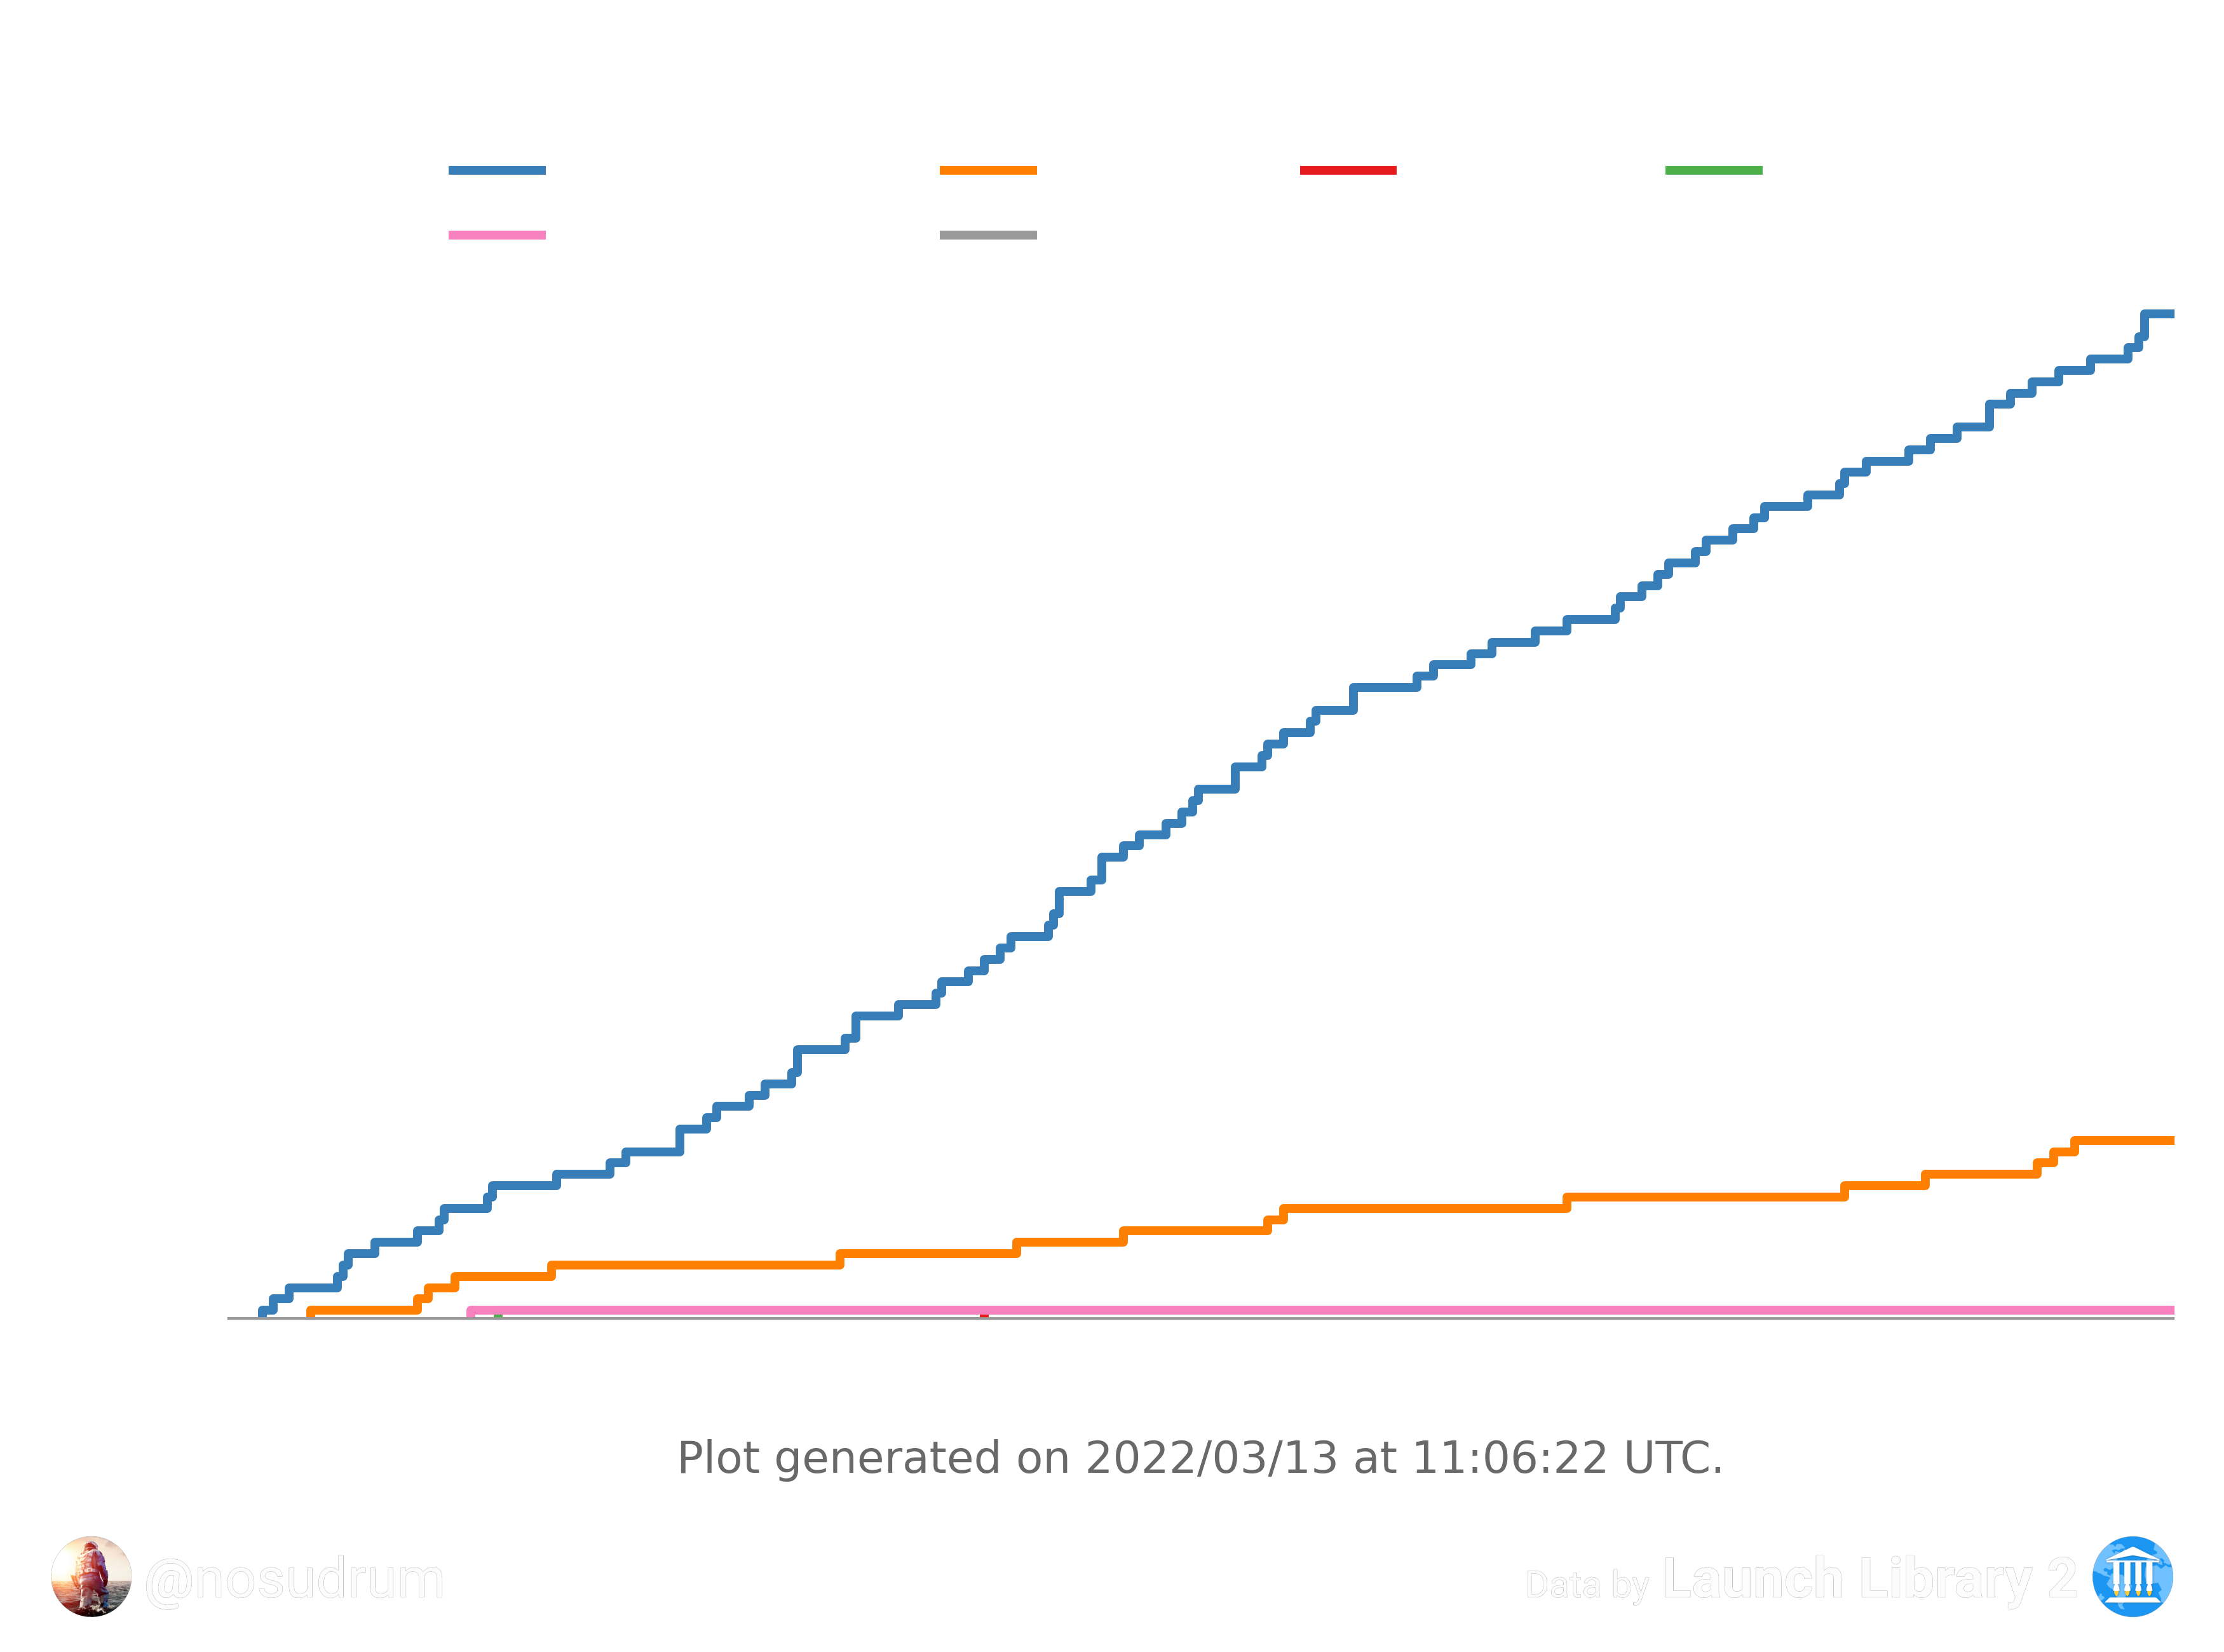 Plot generated on 2022/03/13 at 11:06:22 UTC.
@nosudrum
Data by Launch Library 2